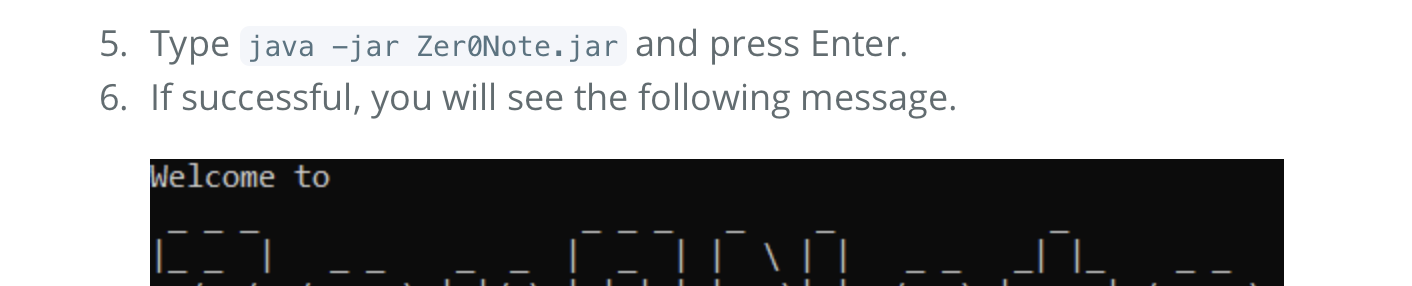 5. Type java -jar Zer0Note.jar and press Enter.
6. If successful, you will see the following message.
Welcome to